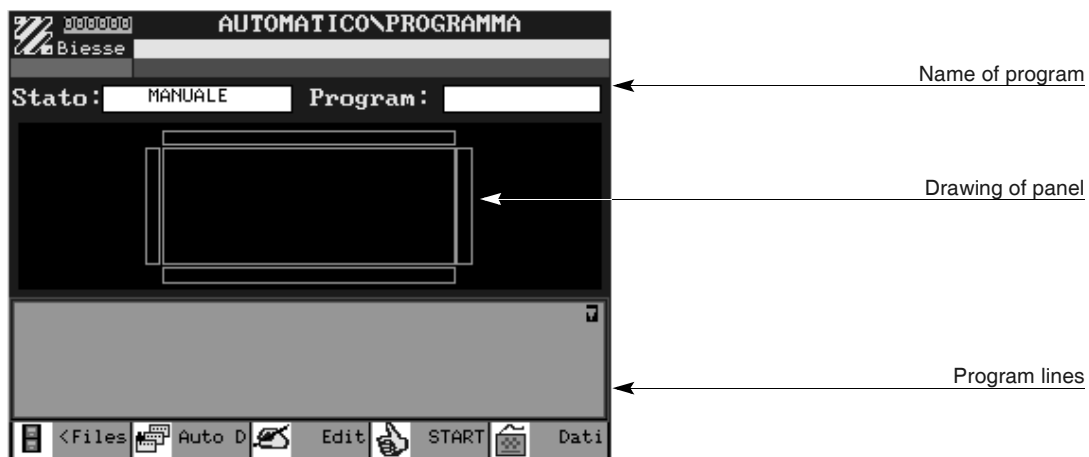 00000000 AUTOMATICO\PROGRAMMA
Biesse
Name of program
Stato: MANUALE Program:
Drawing of panel
Program lines
<Files Auto D Edit START Dati